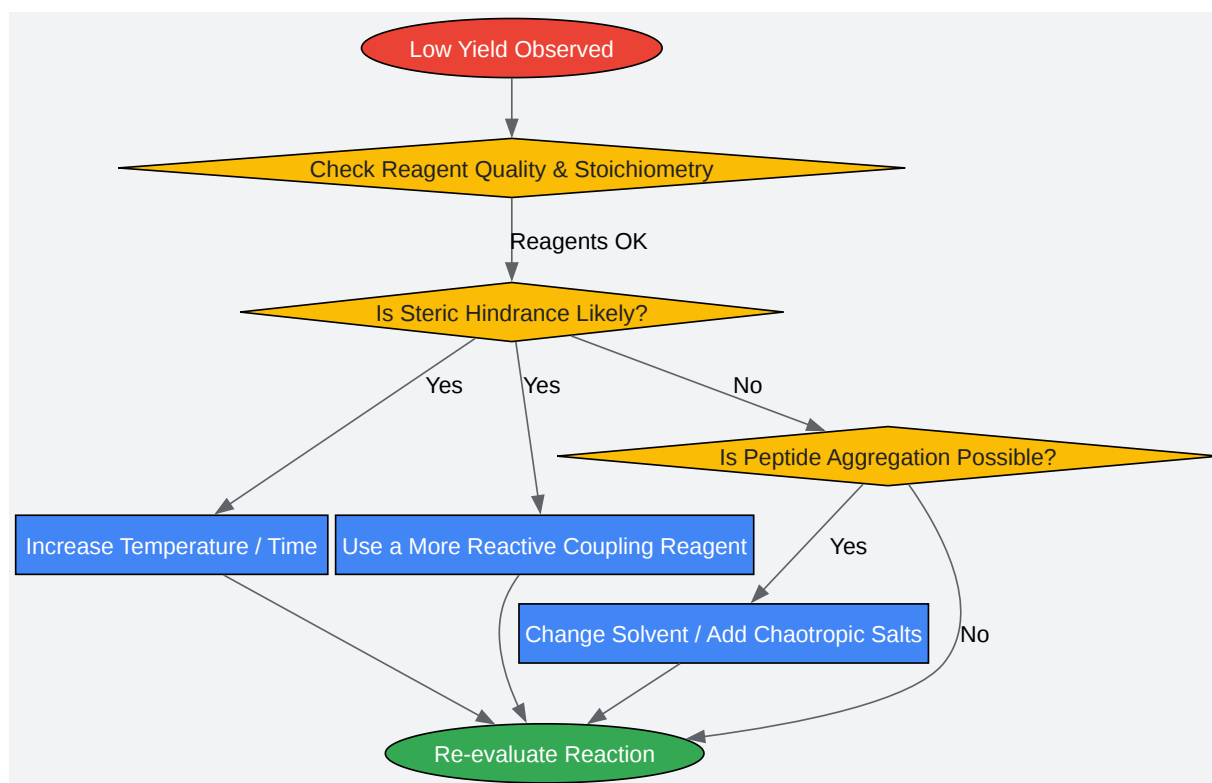 Low Yield Observed
Check Reagent Quality & Stoichiometry
Reagents OK
Is Steric Hindrance Likely?
Yes
Yes
No
Is Peptide Aggregation Possible?
Increase Temperature / Time
Use a More Reactive Coupling Reagent
Yes
Change Solvent / Add Chaotropic Salts
No
Re-evaluate Reaction